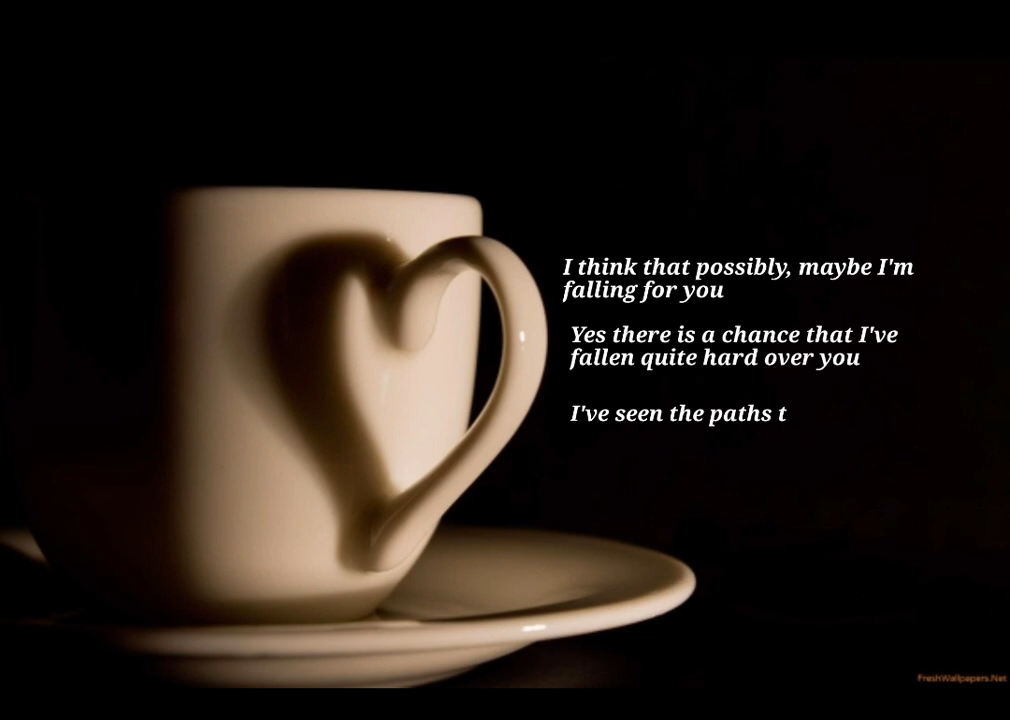 I think that possibly, maybe I'm
falling for you
Yes there is a chance that I've
fallen quite hard over you
I've seen the paths t
FreshWallpapers.Net